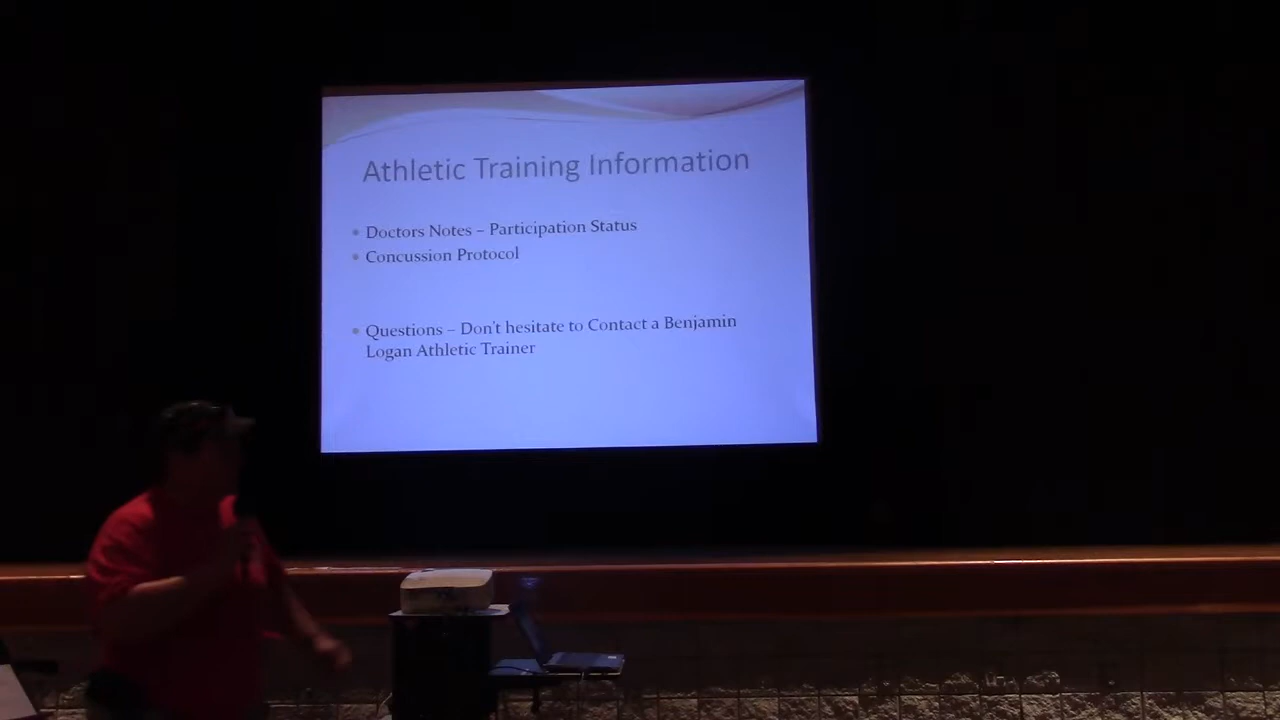 Athletic Training Information
• Doctors Notes – Participation Status
• Concussion Protocol
• Questions – Don't hesitate to Contact a Benjamin
Logan Athletic Trainer